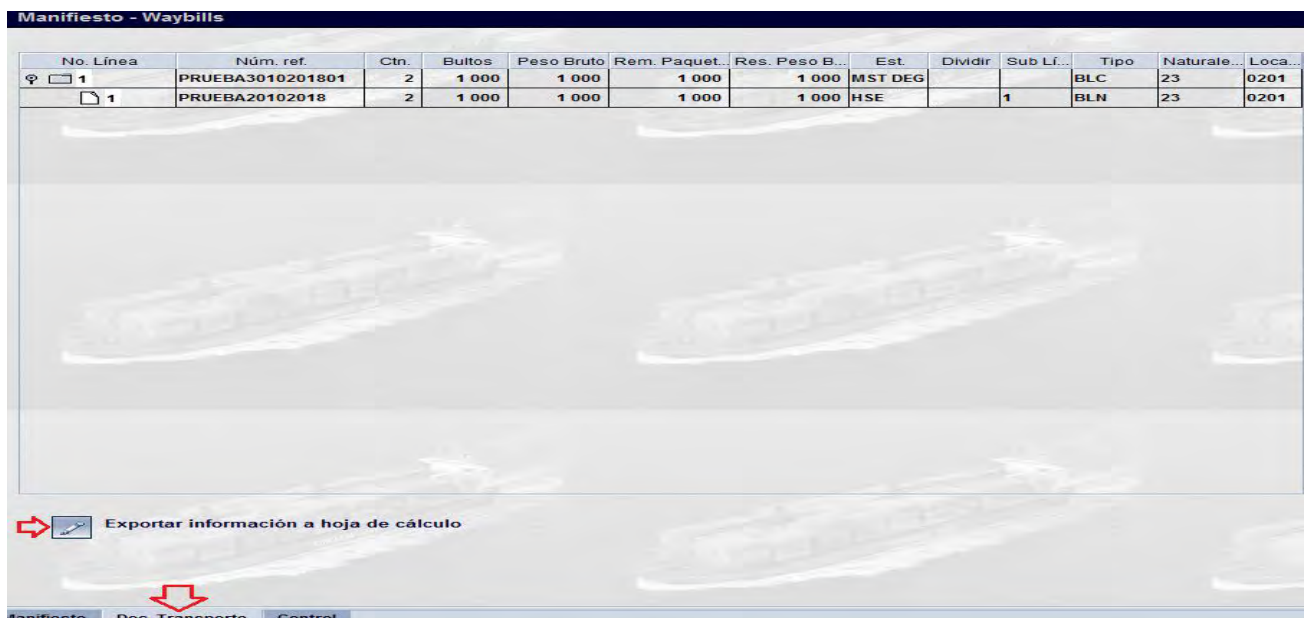 Manifiesto - Waybills
No. Línea Núm. ref. Ctn. Bultos Peso Bruto Rem. Paquet... Res. Peso B... Est. Dividir Sub Lí... Tipo Naturale... Loca...
1 PRUEBA3010201801 2 1 000 1 000 1 000 1 000 MST DEG BLC 23 0201
1 PRUEBA20102018 2 1 000 1 000 1 000 1 000 HSE 1 BLN 23 0201
Exportar información a hoja de cálculo
Manifiesto Doc. Transporte Control